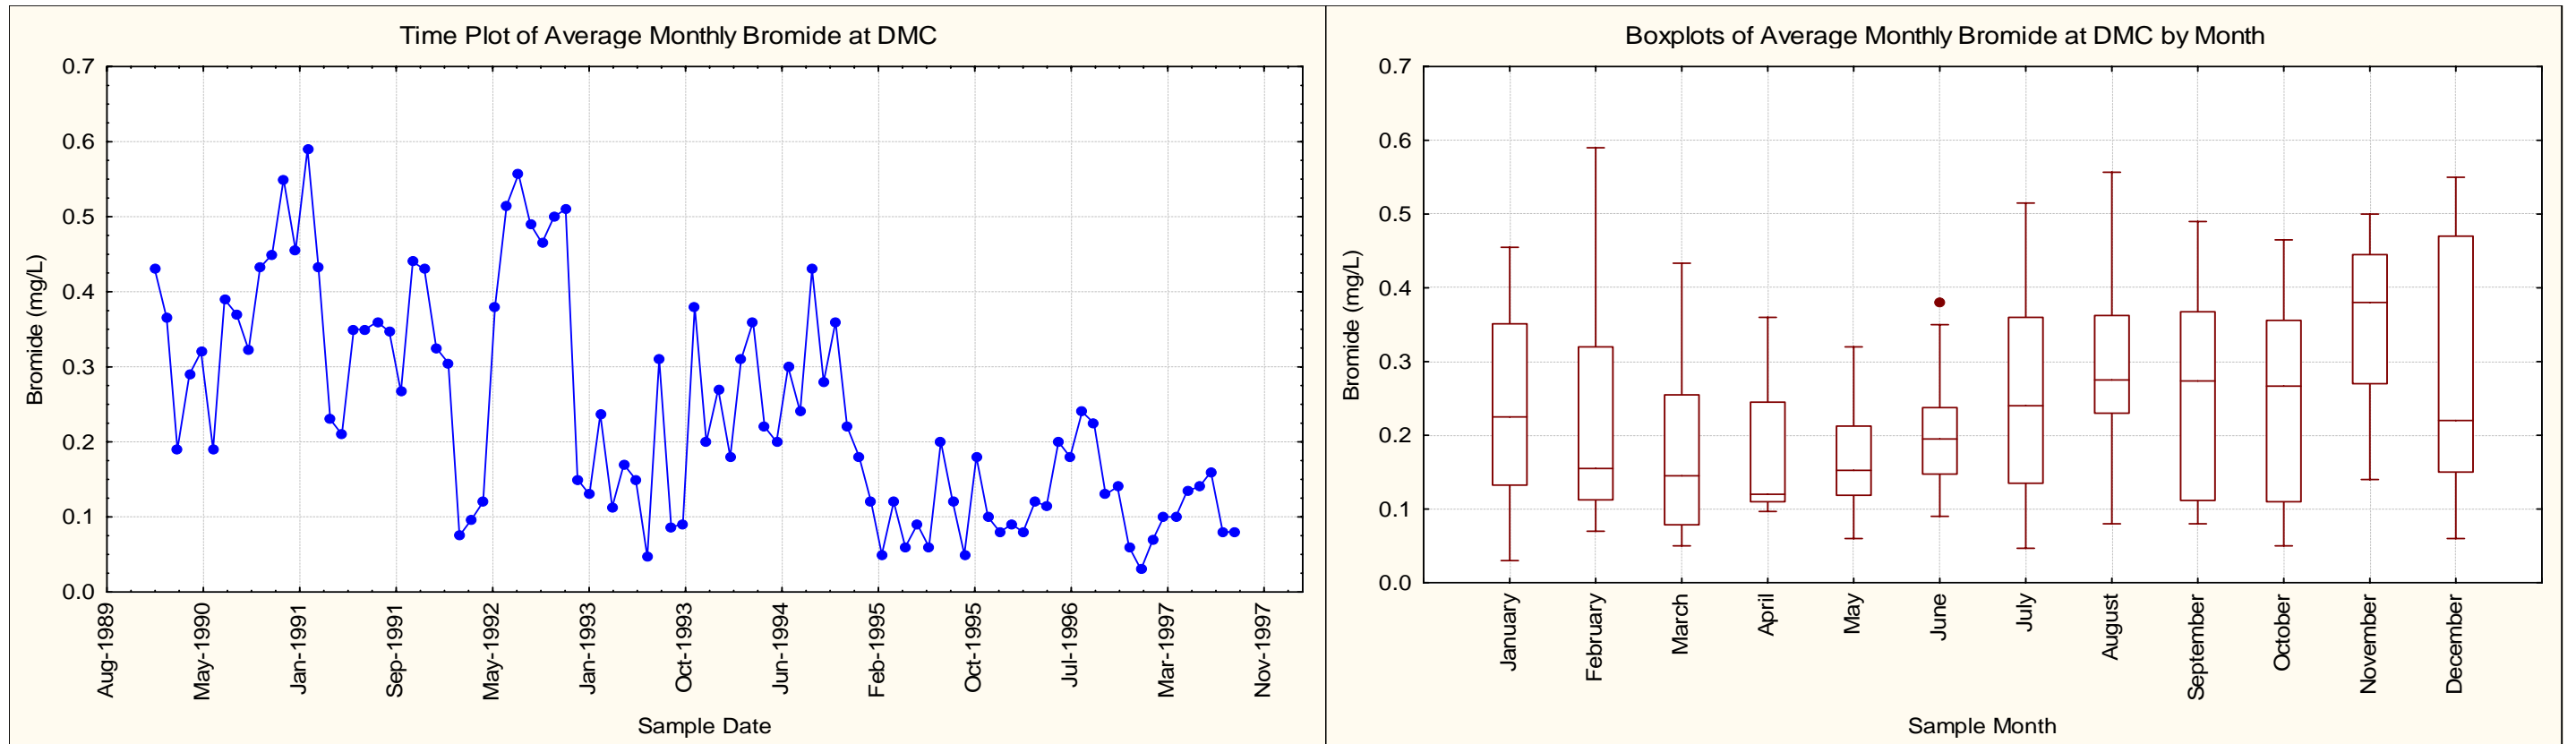 Time Plot of Average Monthly Bromide at DMC
Bromide (mg/L)
0.7
0.6
0.5
0.4
0.3
0.2
0.1
0.0
Aug-1989
May-1990
Jan-1991
Sep-1991
May-1992
Jan-1993
Oct-1993
Jun-1994
Feb-1995
Oct-1995
Jul-1996
Mar-1997
Nov-1997
Sample Date
Boxplots of Average Monthly Bromide at DMC by Month
Bromide (mg/L)
0.7
0.6
0.5
0.4
0.3
0.2
0.1
0.0
January
February
March
April
May
June
July
August
September
October
November
December
Sample Month